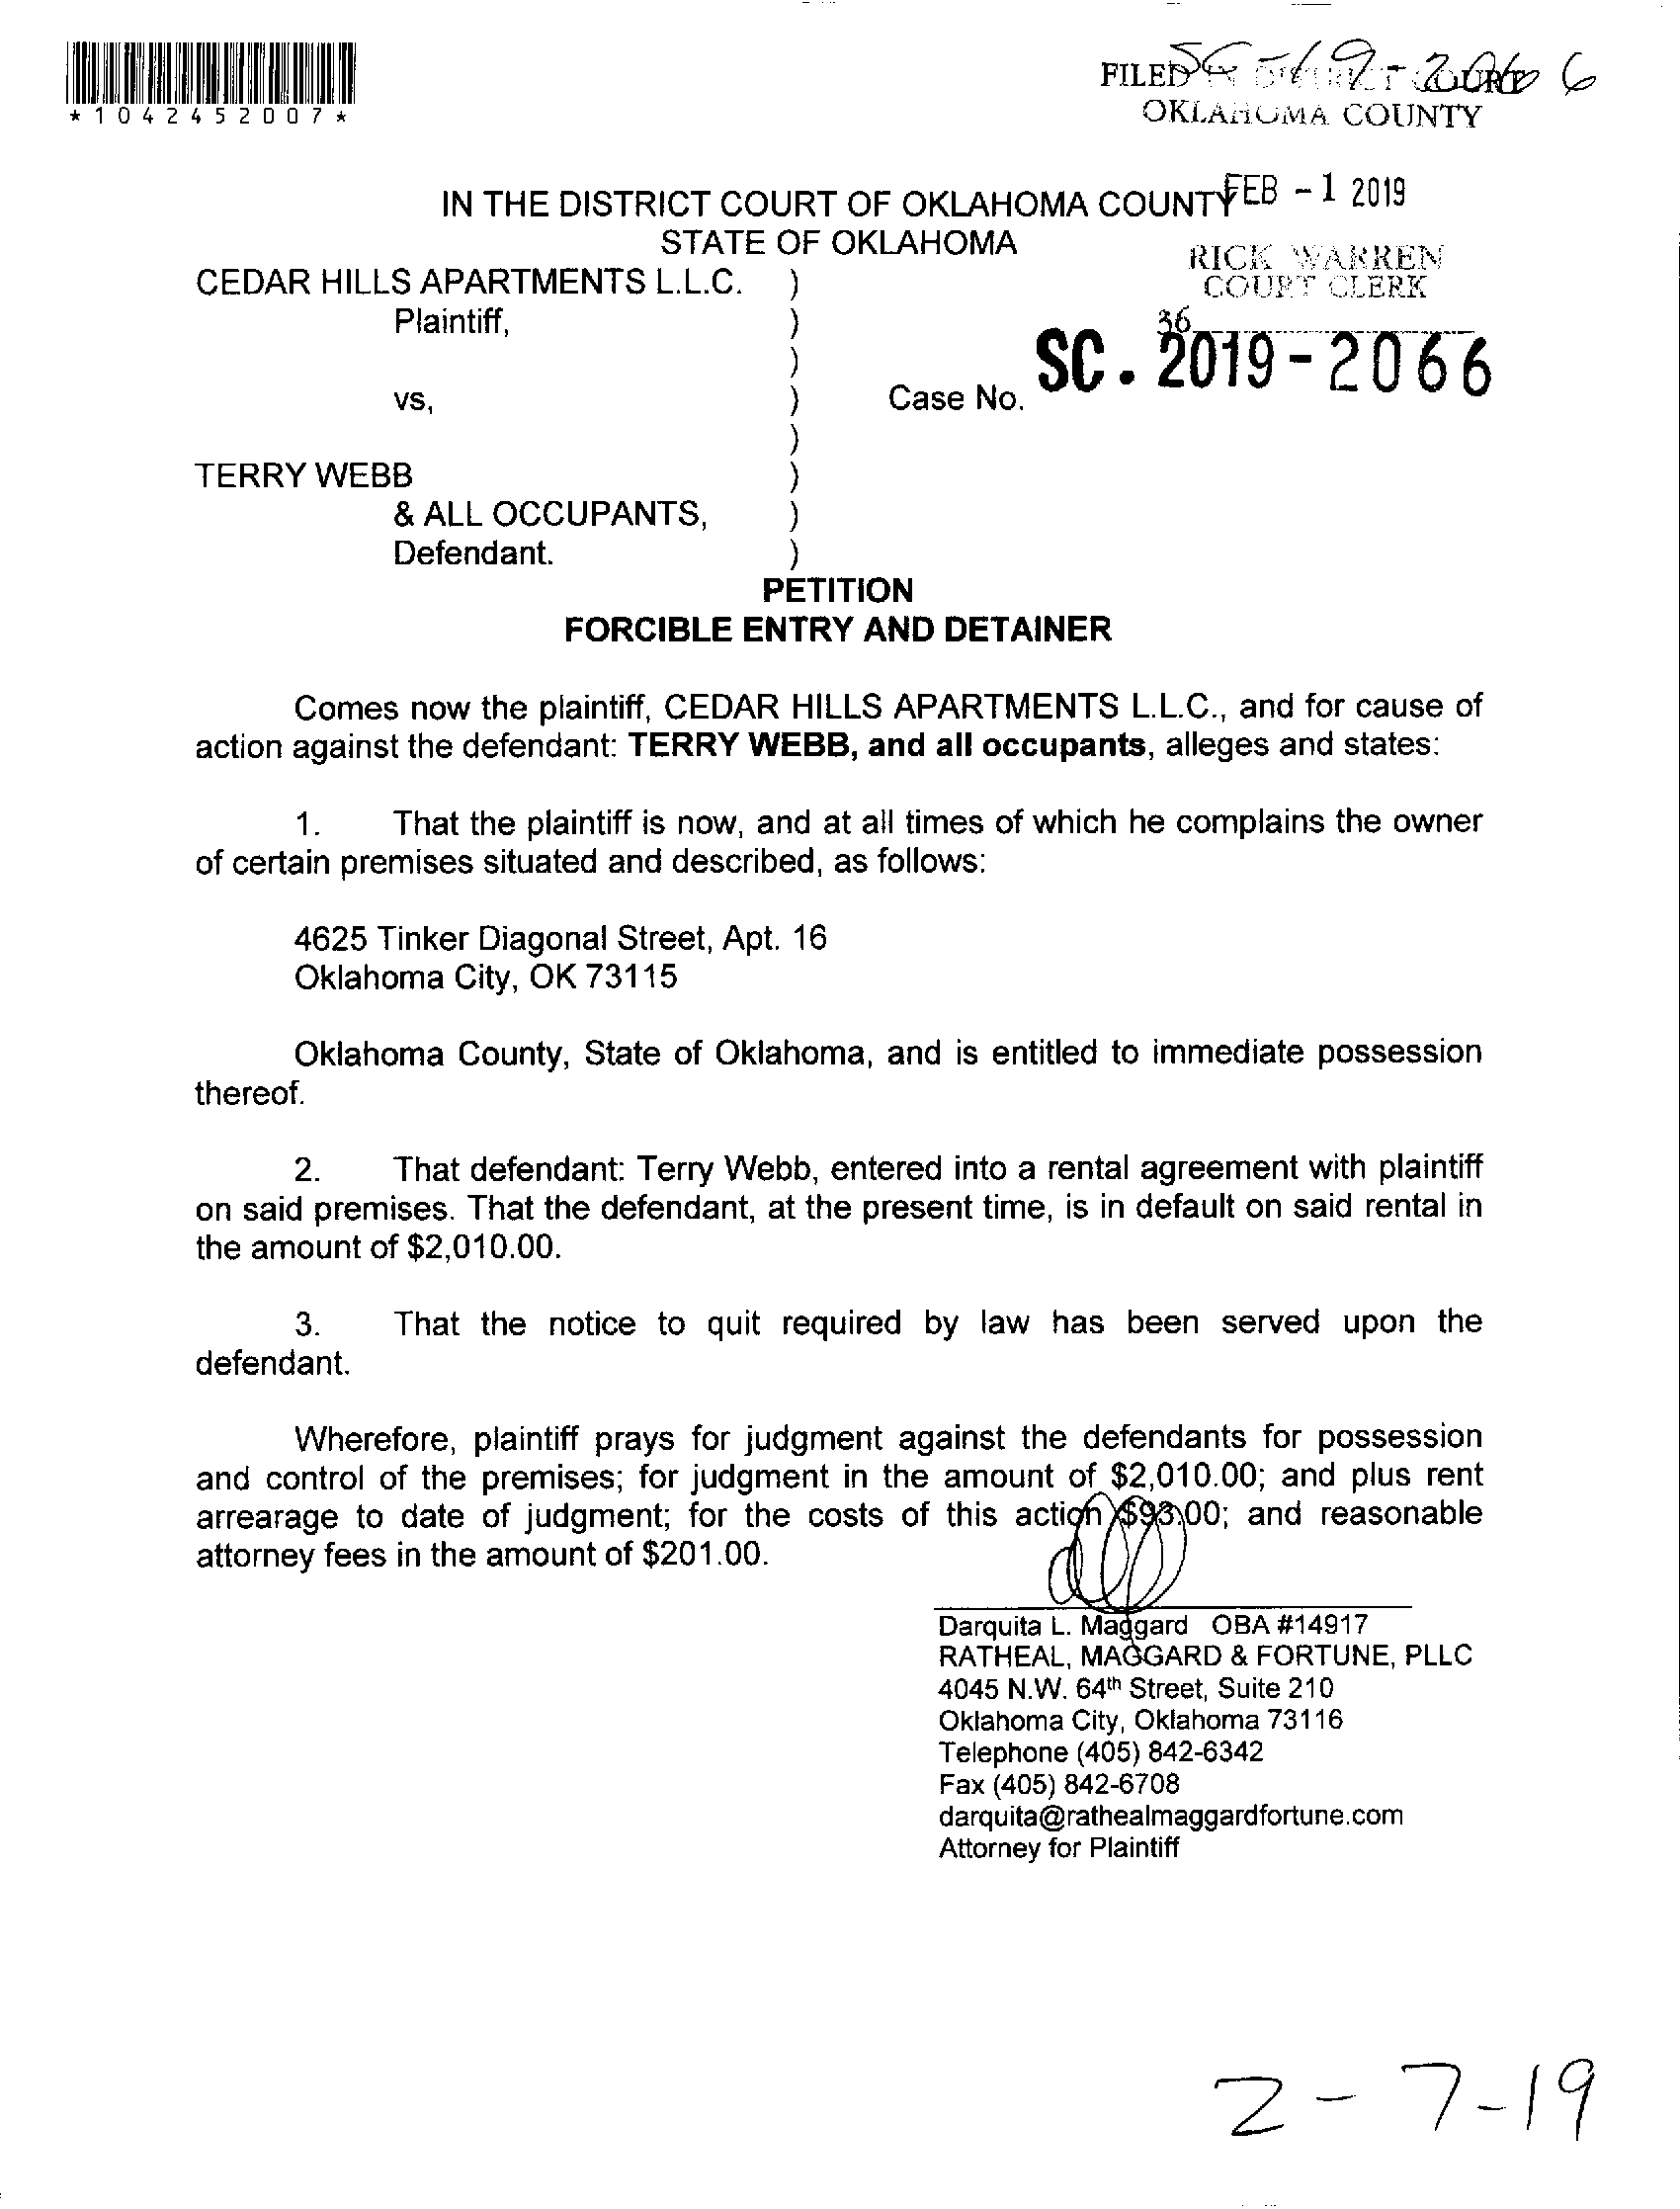 *1042452007*
SC-19-2066
FILED IN DISTRICT COURT
OKLAHOMA COUNTY
FEB -1 2019
IN THE DISTRICT COURT OF OKLAHOMA COUNTY
STATE OF OKLAHOMA
RICK WARREN
COURT CLERK
36
CEDAR HILLS APARTMENTS L.L.C. )
Plaintiff, )
)
vs, ) Case No. SC. 2019-2066
)
TERRY WEBB )
& ALL OCCUPANTS, )
Defendant. )
PETITION
FORCIBLE ENTRY AND DETAINER
Comes now the plaintiff, CEDAR HILLS APARTMENTS L.L.C., and for cause of
action against the defendant: TERRY WEBB, and all occupants, alleges and states:
1. That the plaintiff is now, and at all times of which he complains the owner
of certain premises situated and described, as follows:
4625 Tinker Diagonal Street, Apt. 16
Oklahoma City, OK 73115
Oklahoma County, State of Oklahoma, and is entitled to immediate possession
thereof.
2. That defendant: Terry Webb, entered into a rental agreement with plaintiff
on said premises. That the defendant, at the present time, is in default on said rental in
the amount of $2,010.00.
3. That the notice to quit required by law has been served upon the
defendant.
Wherefore, plaintiff prays for judgment against the defendants for possession
and control of the premises; for judgment in the amount of $2,010.00; and plus rent
arrearage to date of judgment; for the costs of this action $93.00; and reasonable
attorney fees in the amount of $201.00.
Darquita L. Maggard OBA #14917
RATHEAL, MAGGARD & FORTUNE, PLLC
4045 N.W. 64th Street, Suite 210
Oklahoma City, Oklahoma 73116
Telephone (405) 842-6342
Fax (405) 842-6708
darquita@rathealmaggardfortune.com
Attorney for Plaintiff
2-7-19